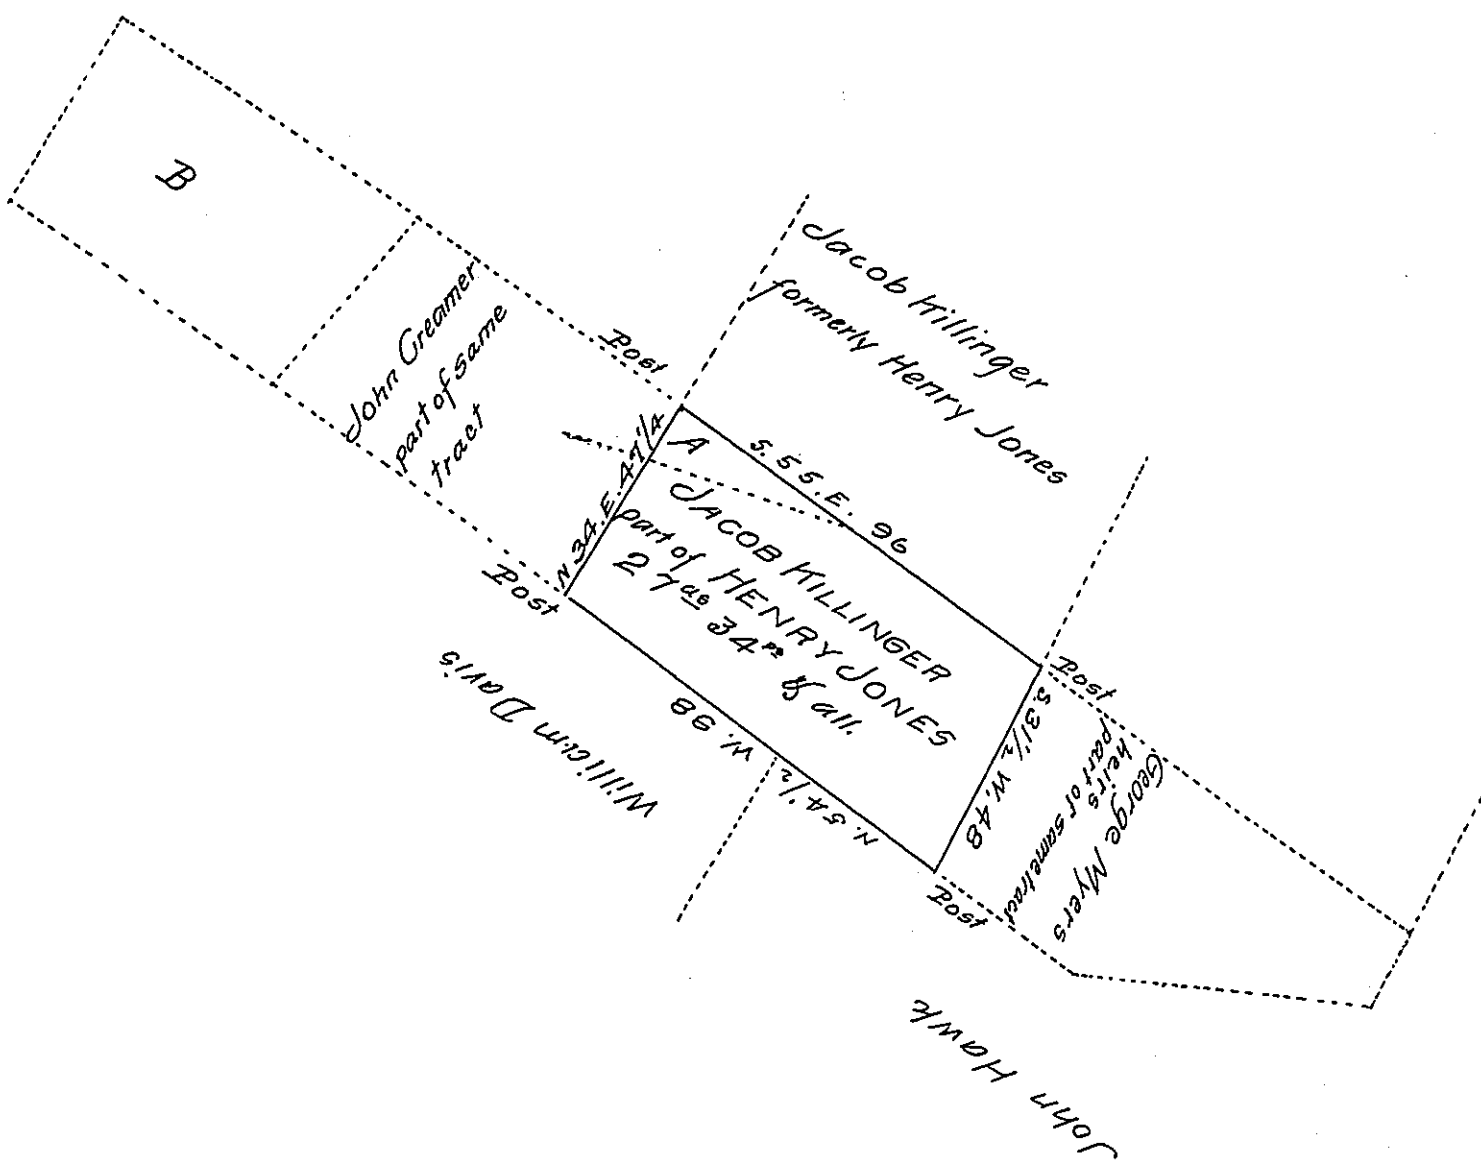 B
John Creamer
part of same
tract
Post
Jacob Killinger
formerly Henry Jones
A
S. 55. E. 96
N 34. E. 47 1/4
JACOB KILLINGER
part of HENRY JONES
27 ac 34 ps
& all.
Post
William Davis
N. 54 1/2 W. 98
Post
S. 31 1/2 W. 48
George Myers
heirs
part of same tract
Post
John Hawk